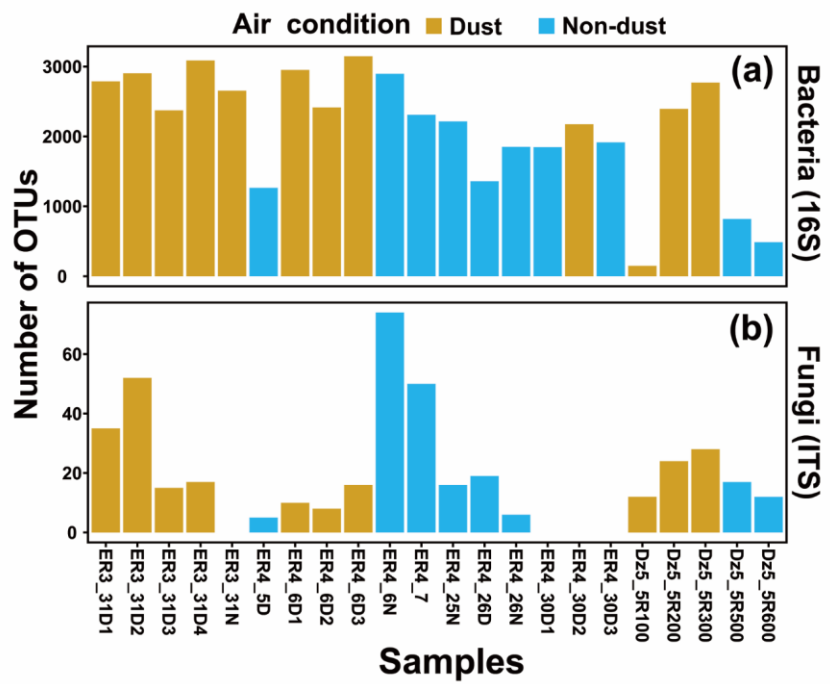 Air condition Dust Non-dust
(a)
3000
2000
1000
0
Bacteria (16S)
Number of OTUs
(b)
60
40
20
0
Fungi (ITS)
ER3_31D1
ER3_31D2
ER3_31D3
ER3_31D4
ER3_31N
ER4_5D
ER4_6D1
ER4_6D2
ER4_6D3
ER4_6N
ER4_7
ER4_25N
ER4_26D
ER4_26N
ER4_30D1
ER4_30D2
ER4_30D3
Dz5_5R100
Dz5_5R200
Dz5_5R300
Dz5_5R500
Dz5_5R600
Samples